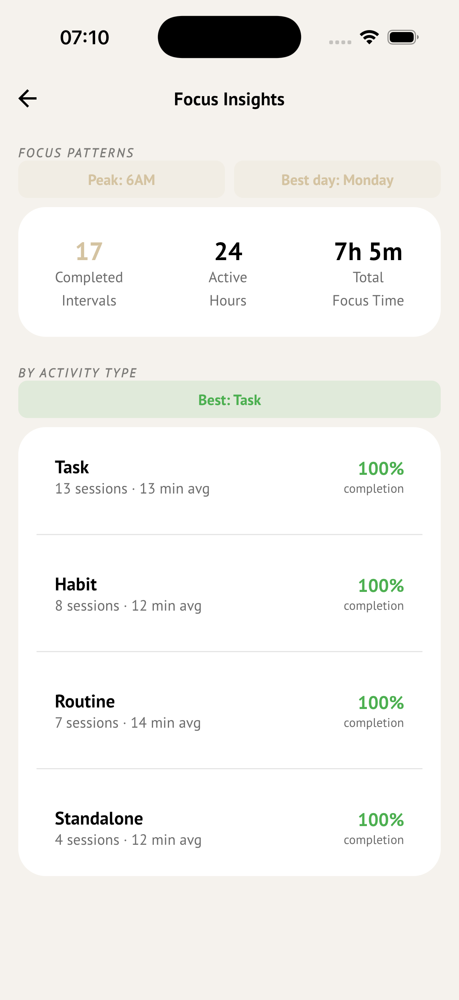 07:10
Focus Insights
FOCUS PATTERNS
Peak: 6AM
Best day: Monday
17
Completed
Intervals
24
Active
Hours
7h 5m
Total
Focus Time
BY ACTIVITY TYPE
Best: Task
Task
13 sessions · 13 min avg
100%
completion
Habit
8 sessions · 12 min avg
100%
completion
Routine
7 sessions · 14 min avg
100%
completion
Standalone
4 sessions · 12 min avg
100%
completion